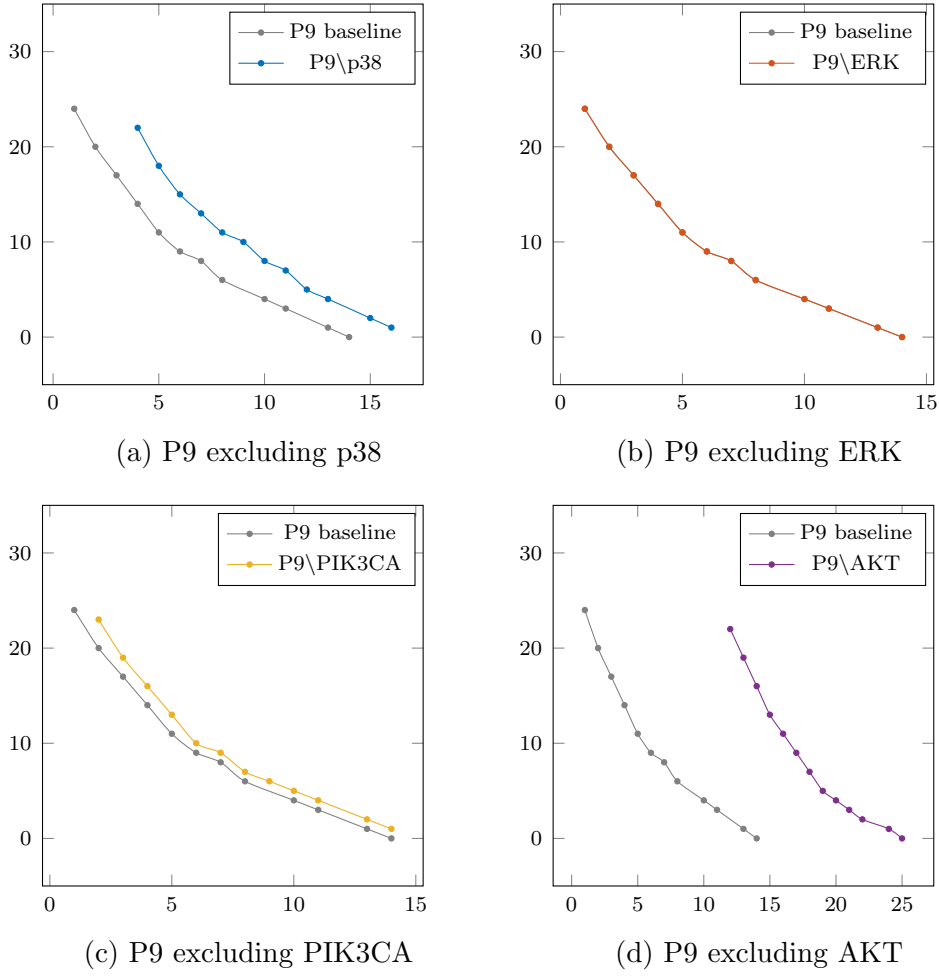 P9 baseline
P9\p38
30
20
10
0
0 5 10 15
(a) P9 excluding p38
P9 baseline
P9\ERK
30
20
10
0
0 5 10 15
(b) P9 excluding ERK
P9 baseline
P9\PIK3CA
30
20
10
0
0 5 10 15
(c) P9 excluding PIK3CA
P9 baseline
P9\AKT
30
20
10
0
0 5 10 15 20 25
(d) P9 excluding AKT